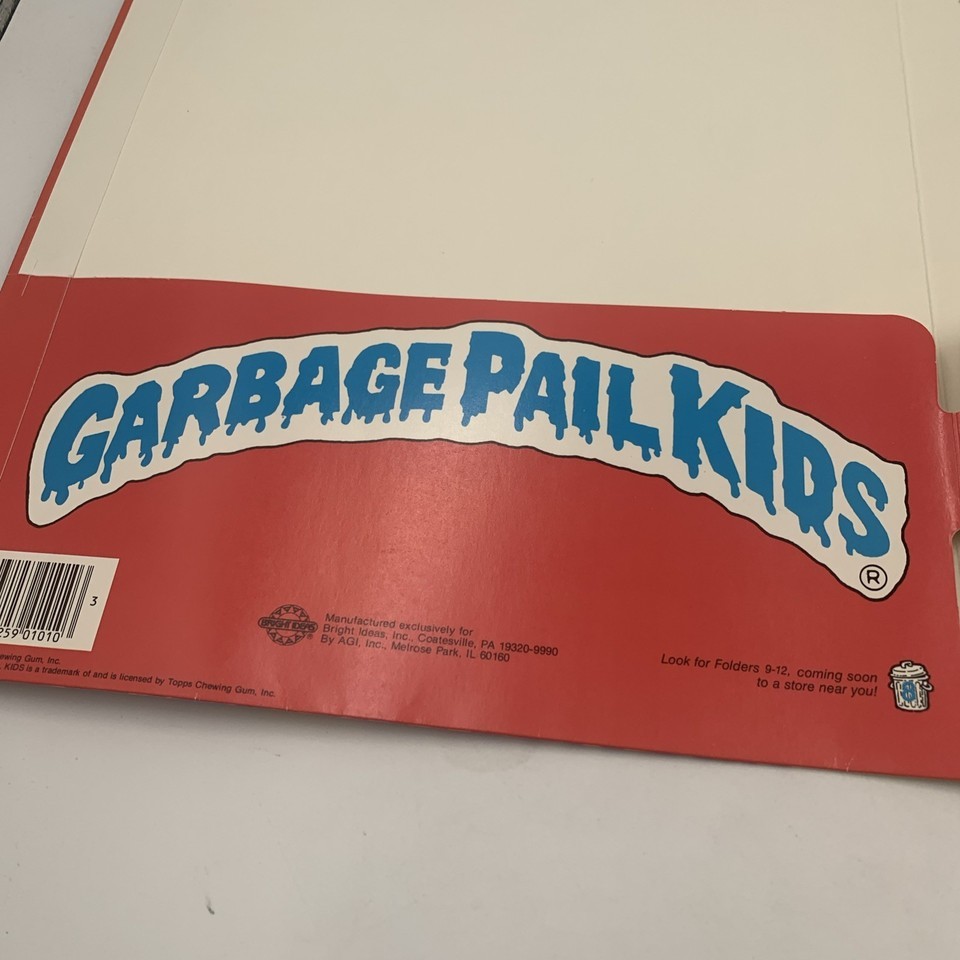 GARBAGE PAIL KIDS
®
3
259 01010
BRIGHT IDEAS ®
Manufactured exclusively for
Bright Ideas, Inc., Coatesville, PA 19320-9990
By AGI, Inc., Melrose Park, IL 60160
Look for Folders 9-12, coming soon
to a store near you!
Gum, Inc.
KIDS is a trademark of and is licensed by Topps Chewing Gum, Inc.